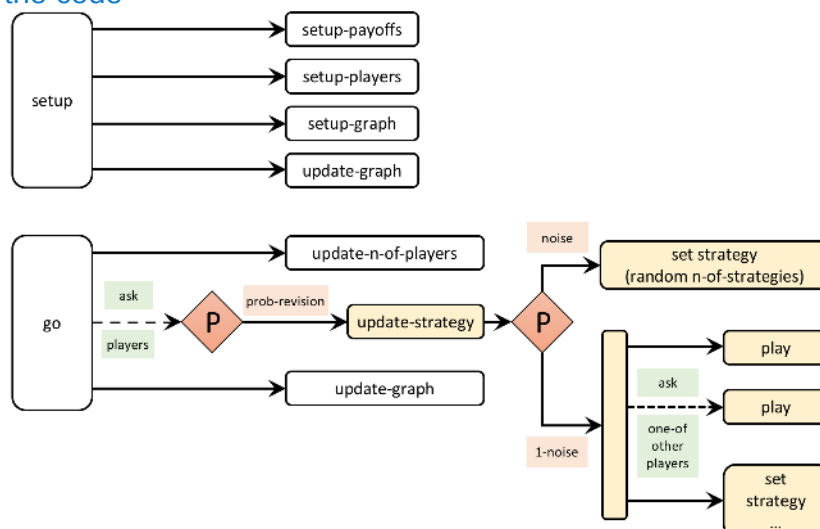 the code
setup
setup-payoffs
setup-players
setup-graph
update-graph
go
update-n-of-players
ask
players
P
prob-revision
update-strategy
P
noise
set strategy
(random n-of-strategies)
1-noise
play
ask
one-of
other
players
play
set
strategy
...
update-graph